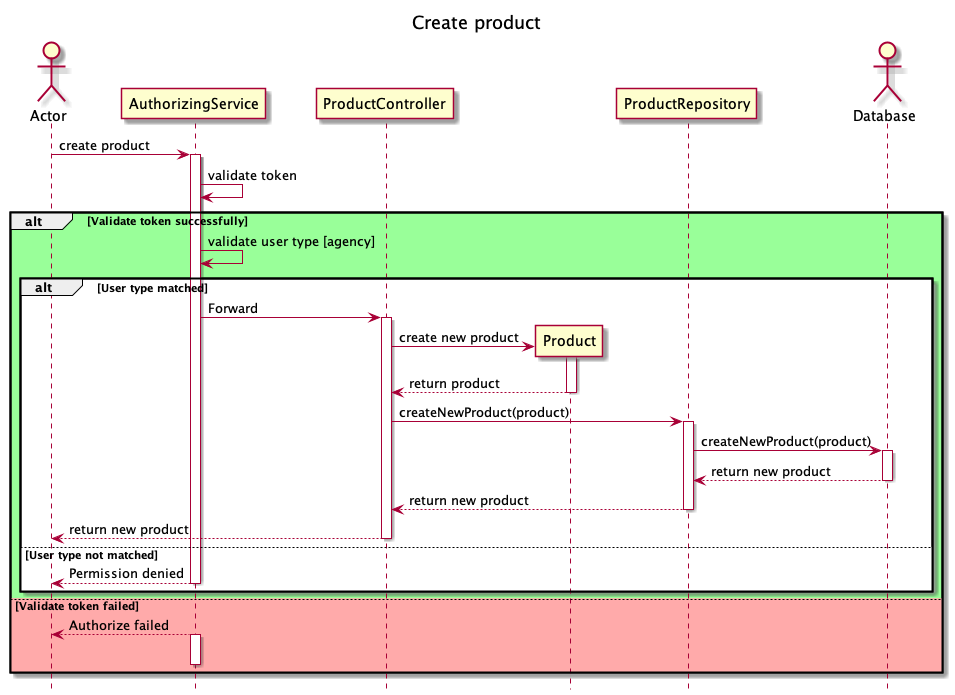 Create product
Actor
AuthorizingService
ProductController
ProductRepository
Database
create product
validate token
alt
[Validate token successfully]
validate user type [agency]
alt
[User type matched]
Forward
create new product
Product
return product
createNewProduct(product)
createNewProduct(product)
return new product
return new product
return new product
[User type not matched]
Permission denied
[Validate token failed]
Authorize failed